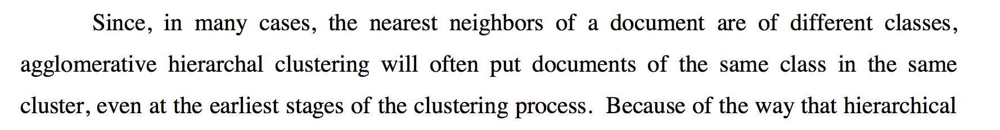 Since, in many cases, the nearest neighbors of a document are of different classes,
agglomerative hierarchal clustering will often put documents of the same class in the same
cluster, even at the earliest stages of the clustering process. Because of the way that hierarchical